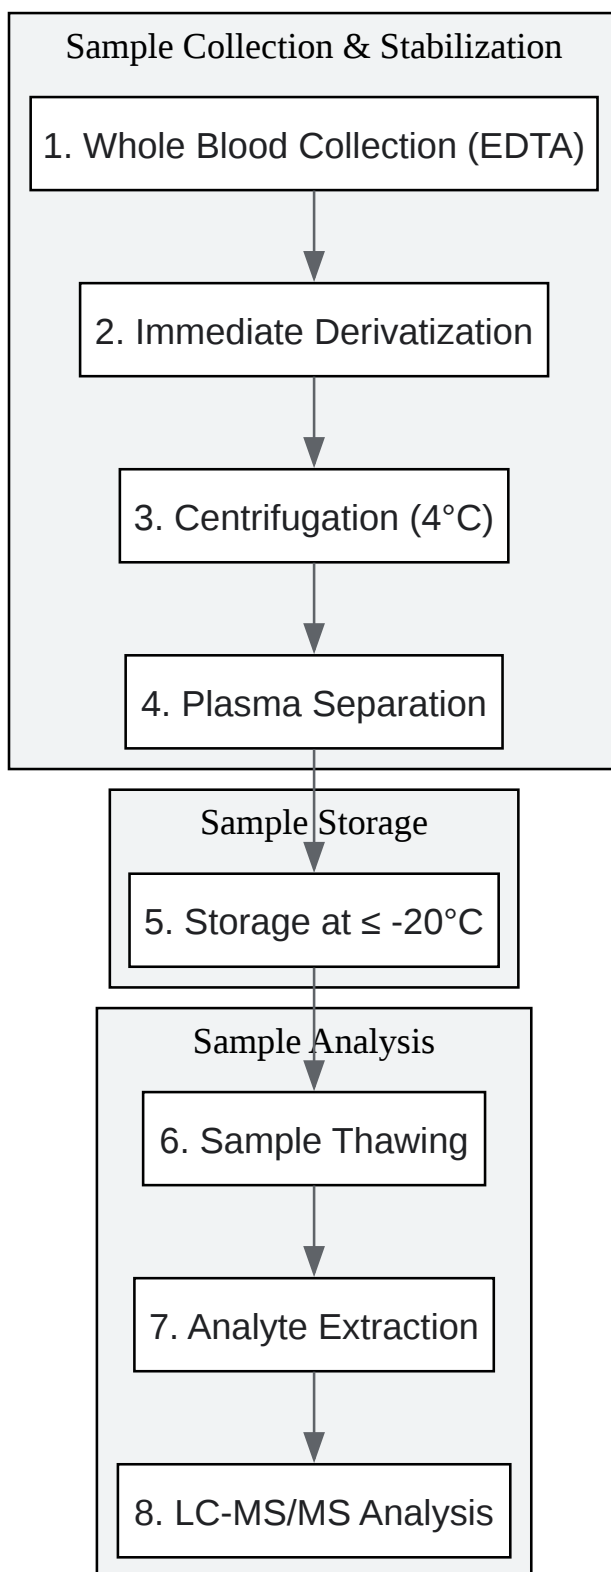 Sample Collection & Stabilization
1. Whole Blood Collection (EDTA)
2. Immediate Derivatization
3. Centrifugation (4°C)
4. Plasma Separation
Sample Storage
5. Storage at ≤ -20°C
Sample Analysis
6. Sample Thawing
7. Analyte Extraction
8. LC-MS/MS Analysis